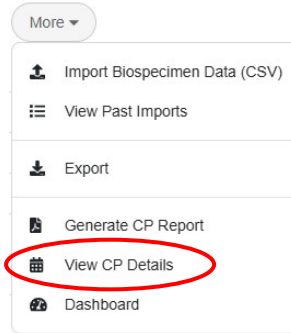 More
Import Biospecimen Data (CSV)
View Past Imports
Export
Generate CP Report
View CP Details
Dashboard